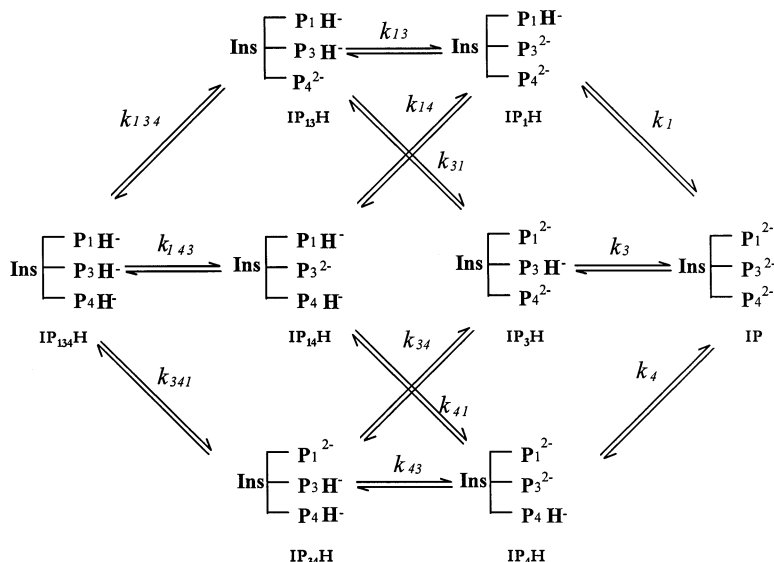 P1 H-
Ins P3 H-
P4 2-
IP13H
k13
P1 H-
Ins P3 2-
P4 2-
IP1H
k134
k14
k31
k1
P1 H-
Ins P3 H-
P4 H-
IP134H
k143
P1 H-
Ins P3 2-
P4 H-
IP14H
P1 2-
Ins P3 H-
P4 2-
IP3H
k3
P1 2-
Ins P3 2-
P4 2-
IP
k341
k34
k41
k4
P1 2-
Ins P3 H-
P4 H-
IP34H
k43
P1 2-
Ins P3 2-
P4 H-
IP4H